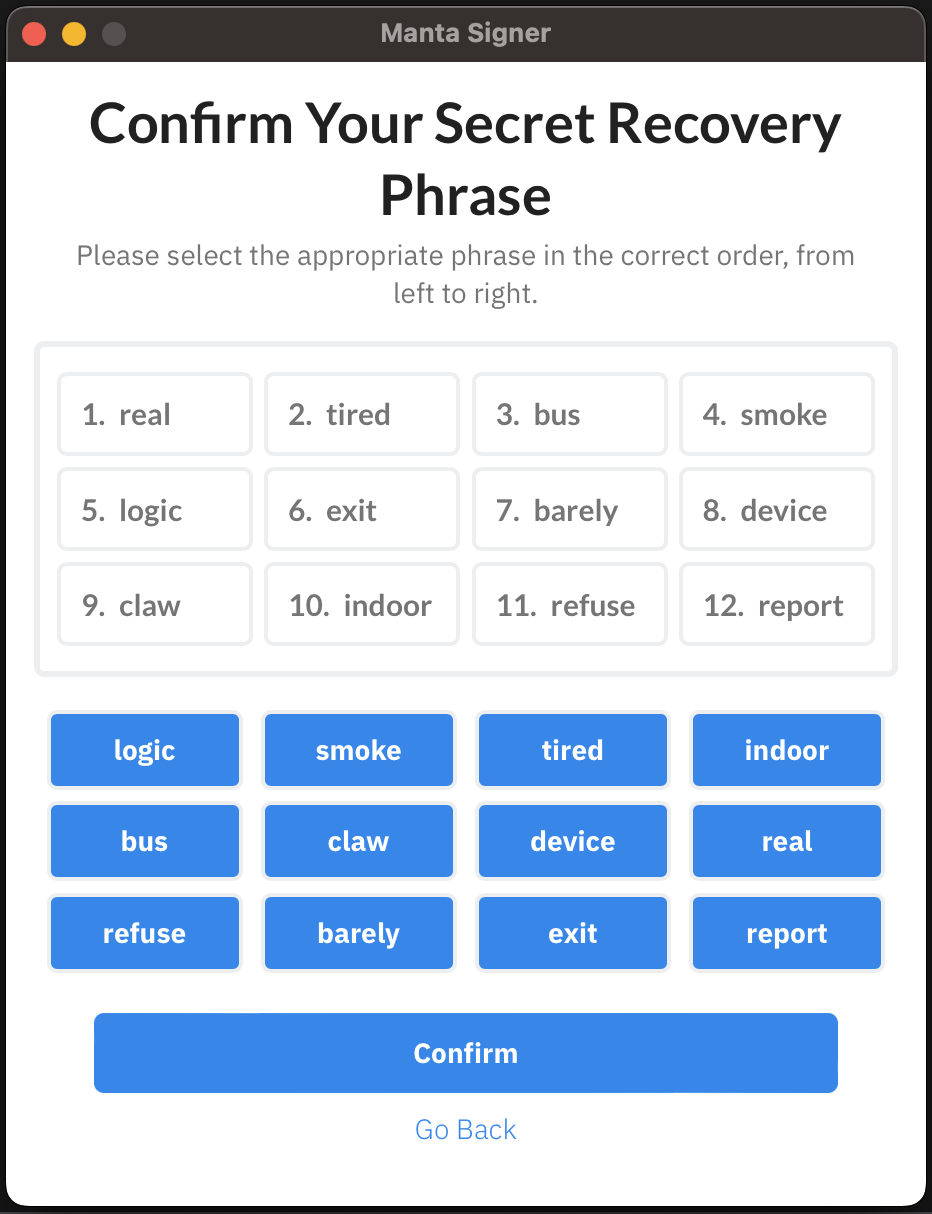 Manta Signer
Confirm Your Secret Recovery
Phrase
Please select the appropriate phrase in the correct order, from
left to right.
1. real 2. tired 3. bus 4. smoke
5. logic 6. exit 7. barely 8. device
9. claw 10. indoor 11. refuse 12. report
logic smoke tired indoor
bus claw device real
refuse barely exit report
Confirm
Go Back